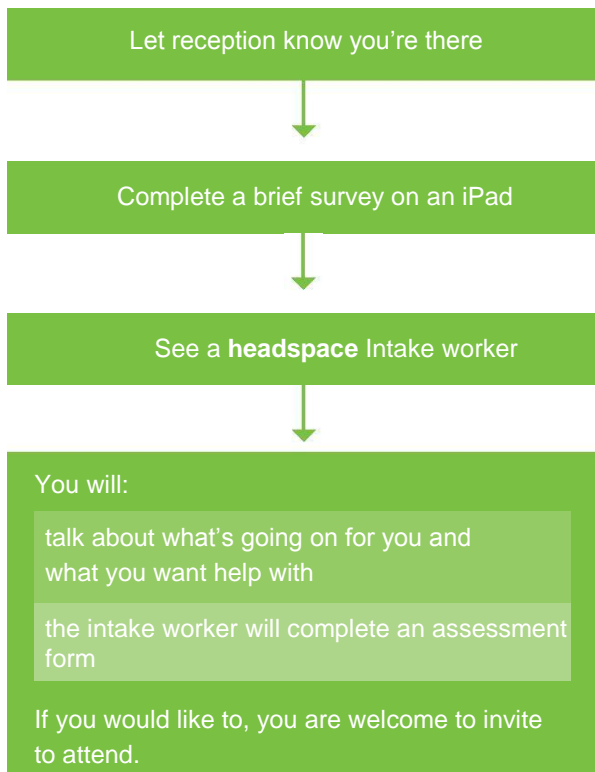 Let reception know you’re there
Complete a brief survey on an iPad
See a headspace Intake worker
You will:
talk about what’s going on for you and
what you want help with
the intake worker will complete an assessment
form
If you would like to, you are welcome to invite
to attend.